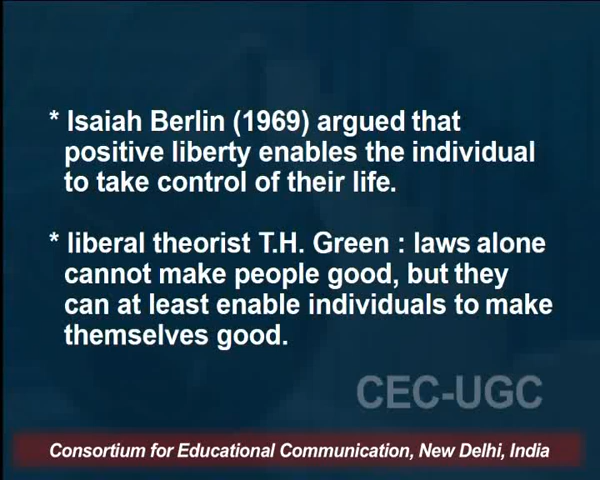 * Isaiah Berlin (1969) argued that
positive liberty enables the individual
to take control of their life.
* liberal theorist T.H. Green : laws alone
cannot make people good, but they
can at least enable individuals to make
themselves good.
CEC-UGC
Consortium for Educational Communication, New Delhi, India